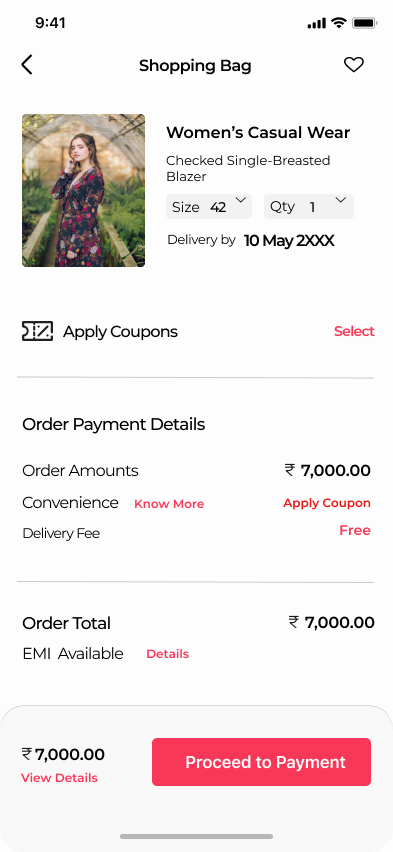 9:41
Shopping Bag
Women’s Casual Wear
Checked Single-Breasted
Blazer
Size 42 Qty 1
Delivery by 10 May 2XXX
Apply Coupons Select
Order Payment Details
Order Amounts ₹ 7,000.00
Convenience Know More Apply Coupon
Delivery Fee Free
Order Total ₹ 7,000.00
EMI Available Details
₹ 7,000.00
View Details
Proceed to Payment